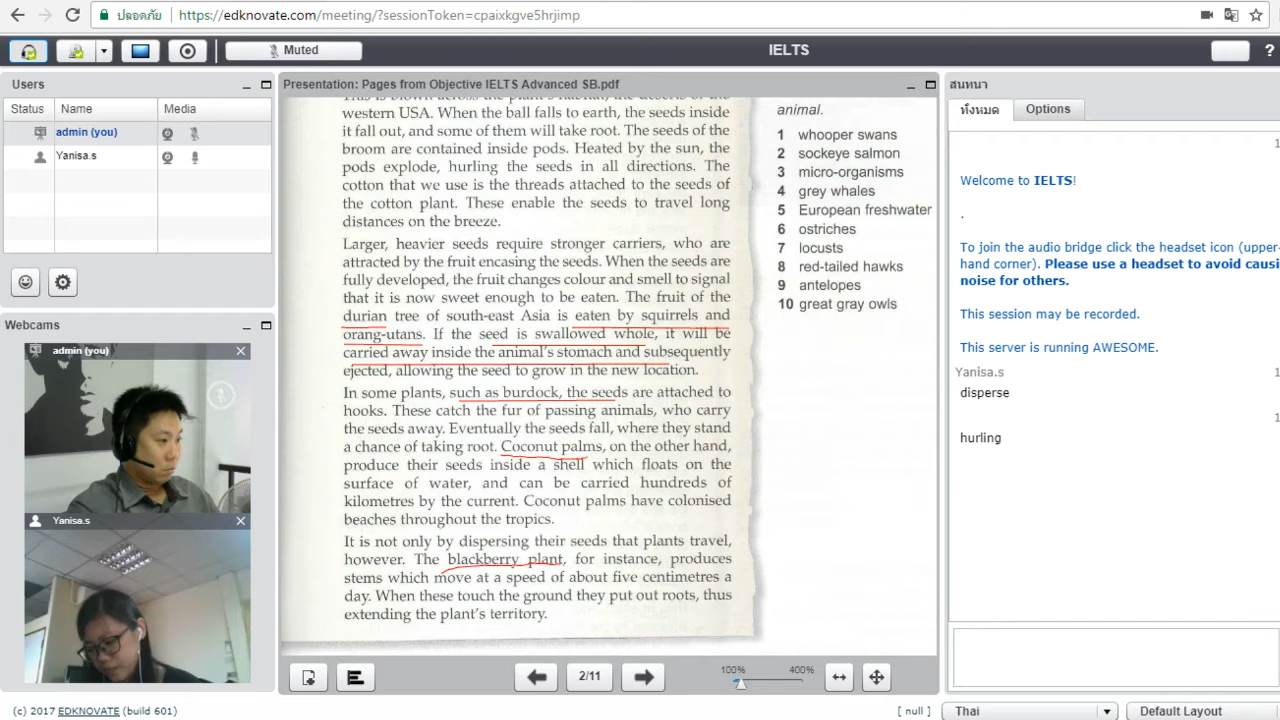 ปลอดภัย
https://edknovate.com/meeting/?sessionToken=cpaixkgve5hrjimp
Muted
IELTS
?
Users
Status Name Media
admin (you)
Yanisa.s
Webcams
admin (you)
Yanisa.s
Presentation: Pages from Objective IELTS Advanced SB.pdf
This is blown across the plant's habitat, the deserts of the
western USA. When the ball falls to earth, the seeds inside
it fall out, and some of them will take root. The seeds of the
broom are contained inside pods. Heated by the sun, the
pods explode, hurling the seeds in all directions. The
cotton that we use is the threads attached to the seeds of
the cotton plant. These enable the seeds to travel long
distances on the breeze.
Larger, heavier seeds require stronger carriers, who are
attracted by the fruit encasing the seeds. When the seeds are
fully developed, the fruit changes colour and smell to signal
that it is now sweet enough to be eaten. The fruit of the
durian tree of south-east Asia is eaten by squirrels and
orang-utans. If the seed is swallowed whole, it will be
carried away inside the animal's stomach and subsequently
ejected, allowing the seed to grow in the new location.
In some plants, such as burdock, the seeds are attached to
hooks. These catch the fur of passing animals, who carry
the seeds away. Eventually the seeds fall, where they stand
a chance of taking root. Coconut palms, on the other hand,
produce their seeds inside a shell which floats on the
surface of water, and can be carried hundreds of
kilometres by the current. Coconut palms have colonised
beaches throughout the tropics.
It is not only by dispersing their seeds that plants travel,
however. The blackberry plant, for instance, produces
stems which move at a speed of about five centimetres a
day. When these touch the ground they put out roots, thus
extending the plant's territory.
animal.
1 whooper swans
2 sockeye salmon
3 micro-organisms
4 grey whales
5 European freshwater
6 ostriches
7 locusts
8 red-tailed hawks
9 antelopes
10 great gray owls
2/11
100% 400%
สนทนา
ทั้งหมด Options
1
Welcome to IELTS!
.
To join the audio bridge click the headset icon (upper-
hand corner). Please use a headset to avoid causi
noise for others.
This session may be recorded.
This server is running AWESOME.
Yanisa.s 1
disperse
1
hurling
(c) 2017 EDKNOVATE (build 601)
[ null ]
Thai
Default Layout